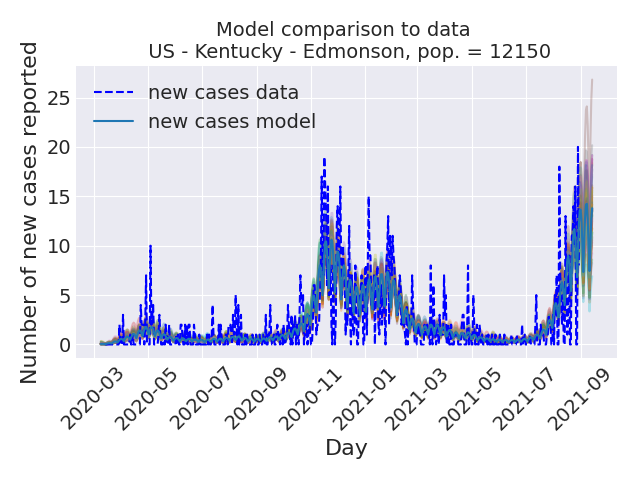 Model comparison to data
US - Kentucky - Edmonson, pop. = 12150
Number of new cases reported
25
20
15
10
5
0
new cases data
new cases model
2020-03
2020-05
2020-07
2020-09
2020-11
2021-01
2021-03
2021-05
2021-07
2021-09
Day